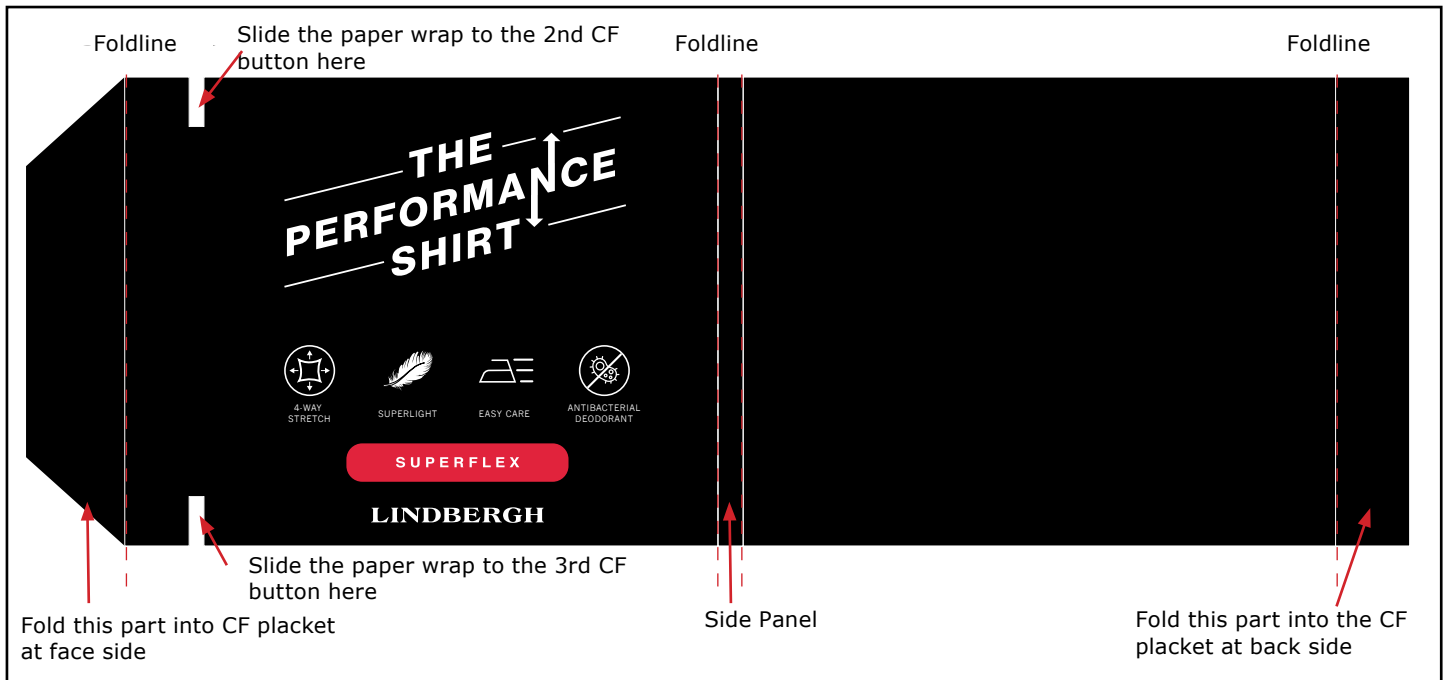 Foldline
Slide the paper wrap to the 2nd CF
button here
Foldline
Foldline
THE
PERFORMANCE
SHIRT
4-WAY
STRETCH
SUPERLIGHT
EASY CARE
ANTIBACTERIAL
DEODORANT
SUPERFLEX
LINDBERGH
Slide the paper wrap to the 3rd CF
button here
Fold this part into CF placket
at face side
Side Panel
Fold this part into the CF
placket at back side